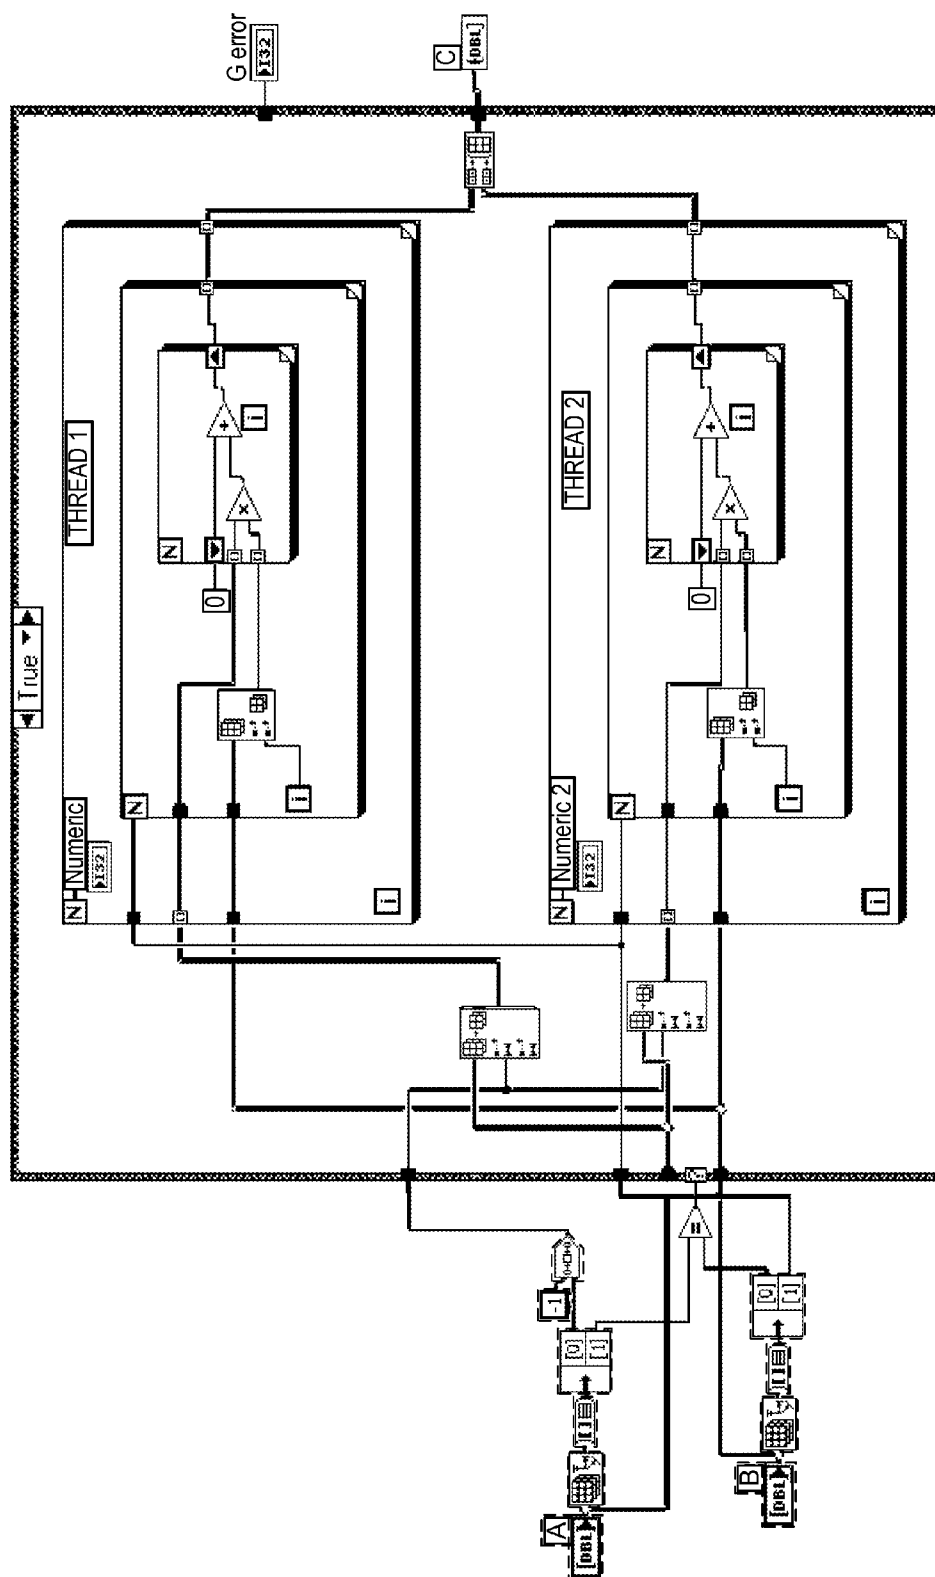 True
G error
I32
C
[DBL]
THREAD 1
Numeric
I32
N
i
N
i
0
N
×
+
i
THREAD 2
Numeric 2
I32
N
i
N
i
0
N
×
+
i
-1
[0]
[1]
A
[DBL]
=
[0]
[1]
B
[DBL]